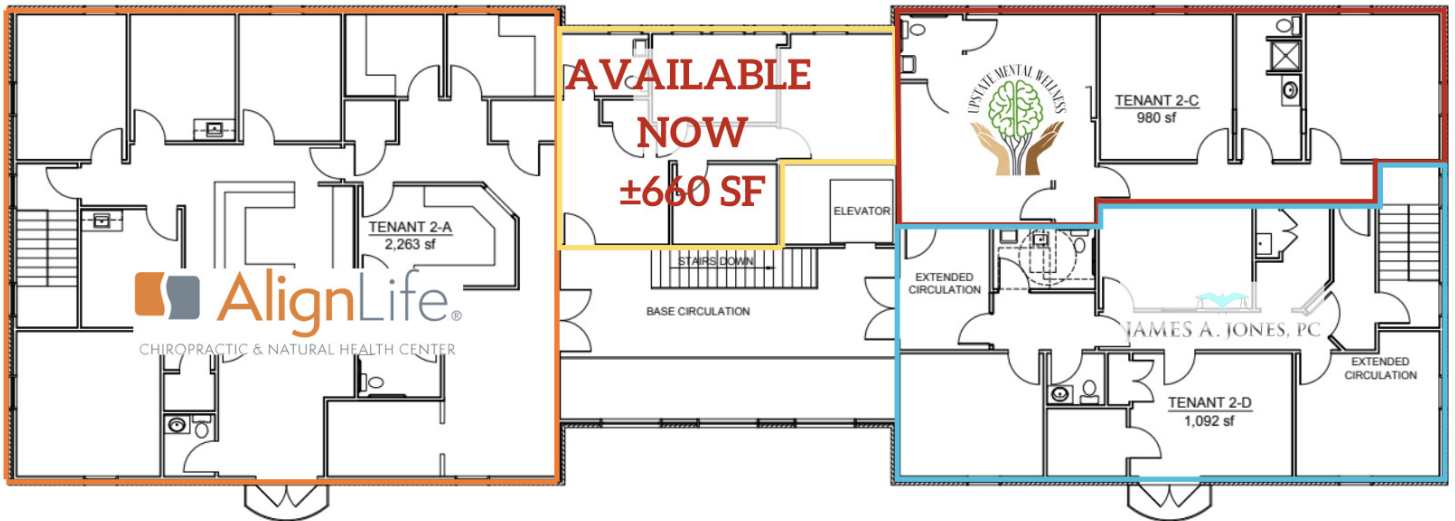 AVAILABLE
NOW
±660 SF
UPSTATE MENTAL WELLNESS
TENANT 2-C
980 sf
TENANT 2-A
2,263 sf
ELEVATOR
STAIRS DOWN
BASE CIRCULATION
AlignLife®
CHIROPRACTIC & NATURAL HEALTH CENTER
EXTENDED
CIRCULATION
JAMES A. JONES, PC
EXTENDED
CIRCULATION
TENANT 2-D
1,092 sf